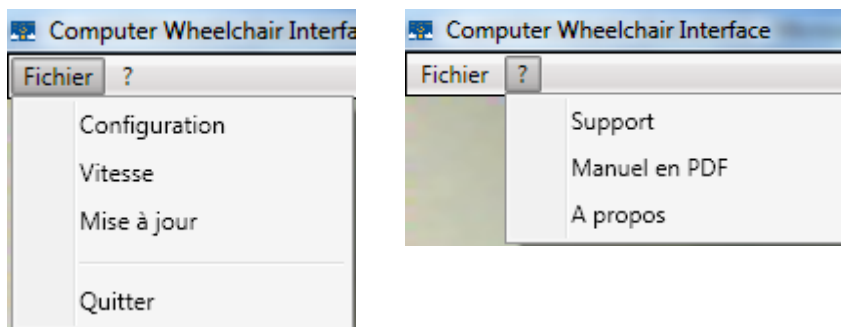 Computer Wheelchair Interfa
Fichier ?
Configuration
Vitesse
Mise à jour
Quitter
Computer Wheelchair Interface
Fichier ?
Support
Manuel en PDF
A propos